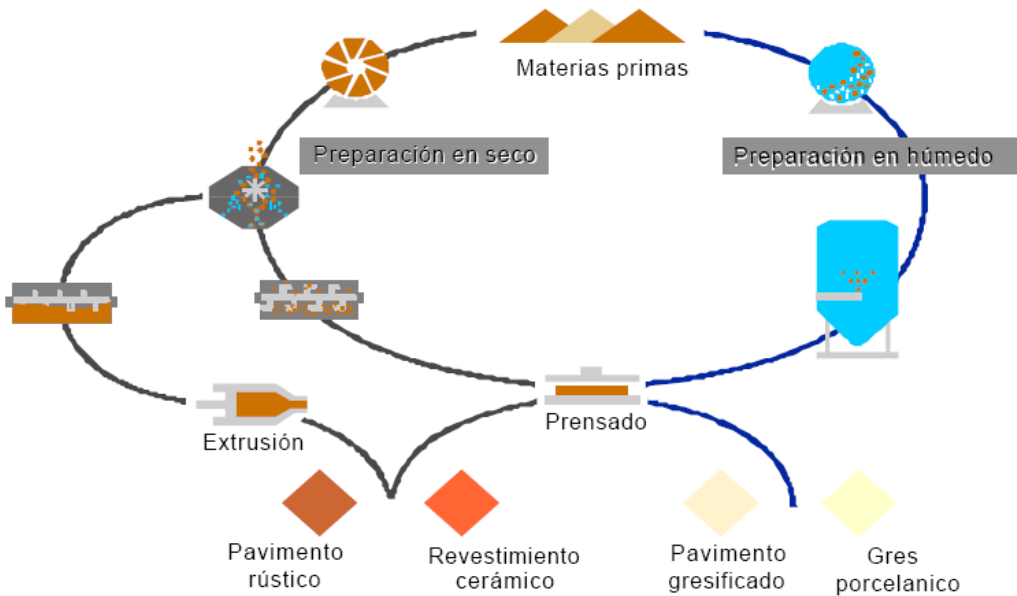 Materias primas
Preparación en seco
Preparación en húmedo
Extrusión
Prensado
Pavimento
rústico
Revestimiento
cerámico
Pavimento
gresificado
Gres
porcelanico